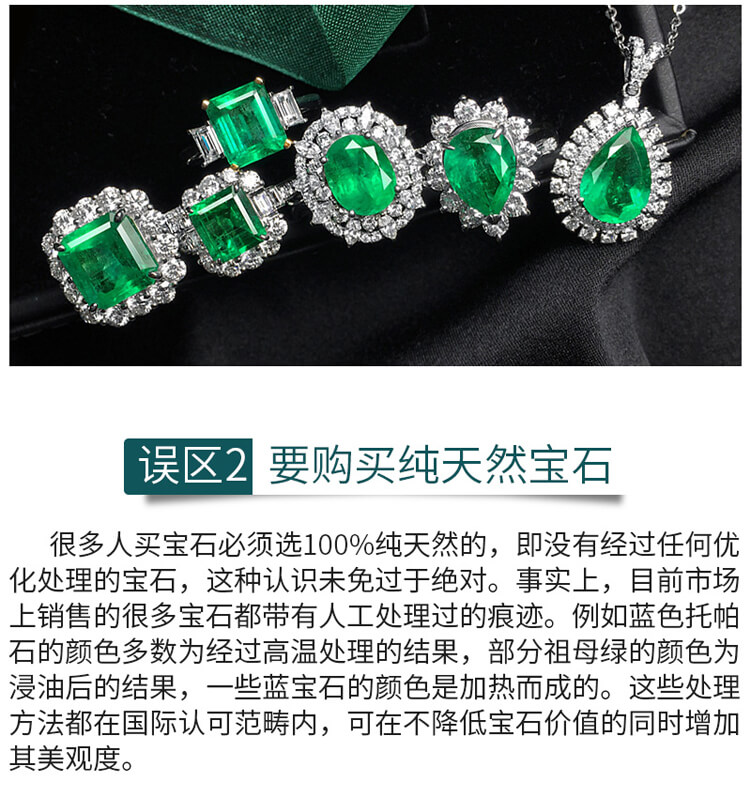 误区2 要购买纯天然宝石
很多人买宝石必须选100%纯天然的，即没有经过任何优
化处理的宝石，这种认识未免过于绝对。事实上，目前市场
上销售的很多宝石都带有人工处理过的痕迹。例如蓝色托帕
石的颜色多数为经过高温处理的结果，部分祖母绿的颜色为
浸油后的结果，一些蓝宝石的颜色是加热而成的。这些处理
方法都在国际认可范畴内，可在不降低宝石价值的同时增加
其美观度。